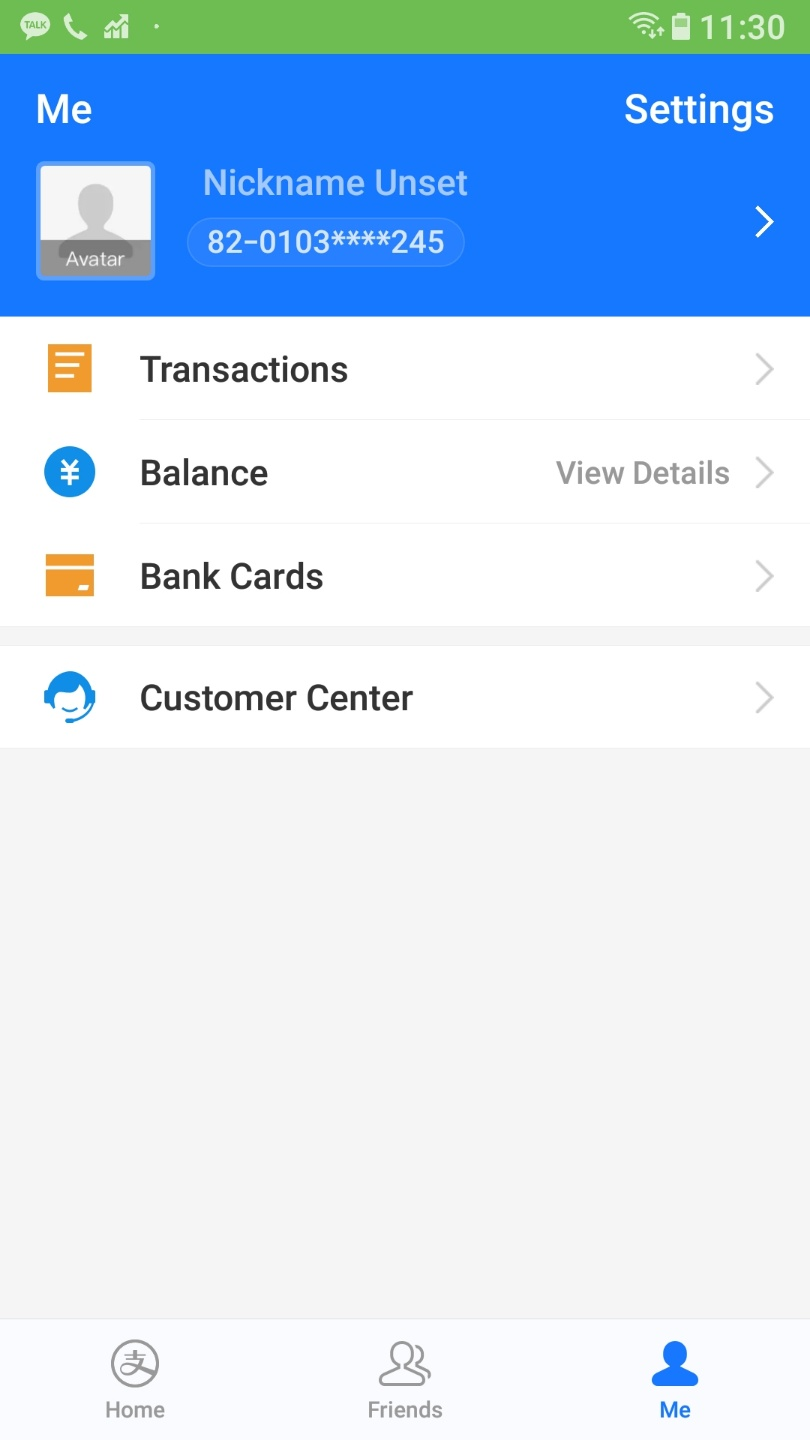 TALK 11:30
Me Settings
Nickname Unset
Avatar
82-0103****245
Transactions
¥ Balance View Details
Bank Cards
Customer Center
支
Home Friends Me